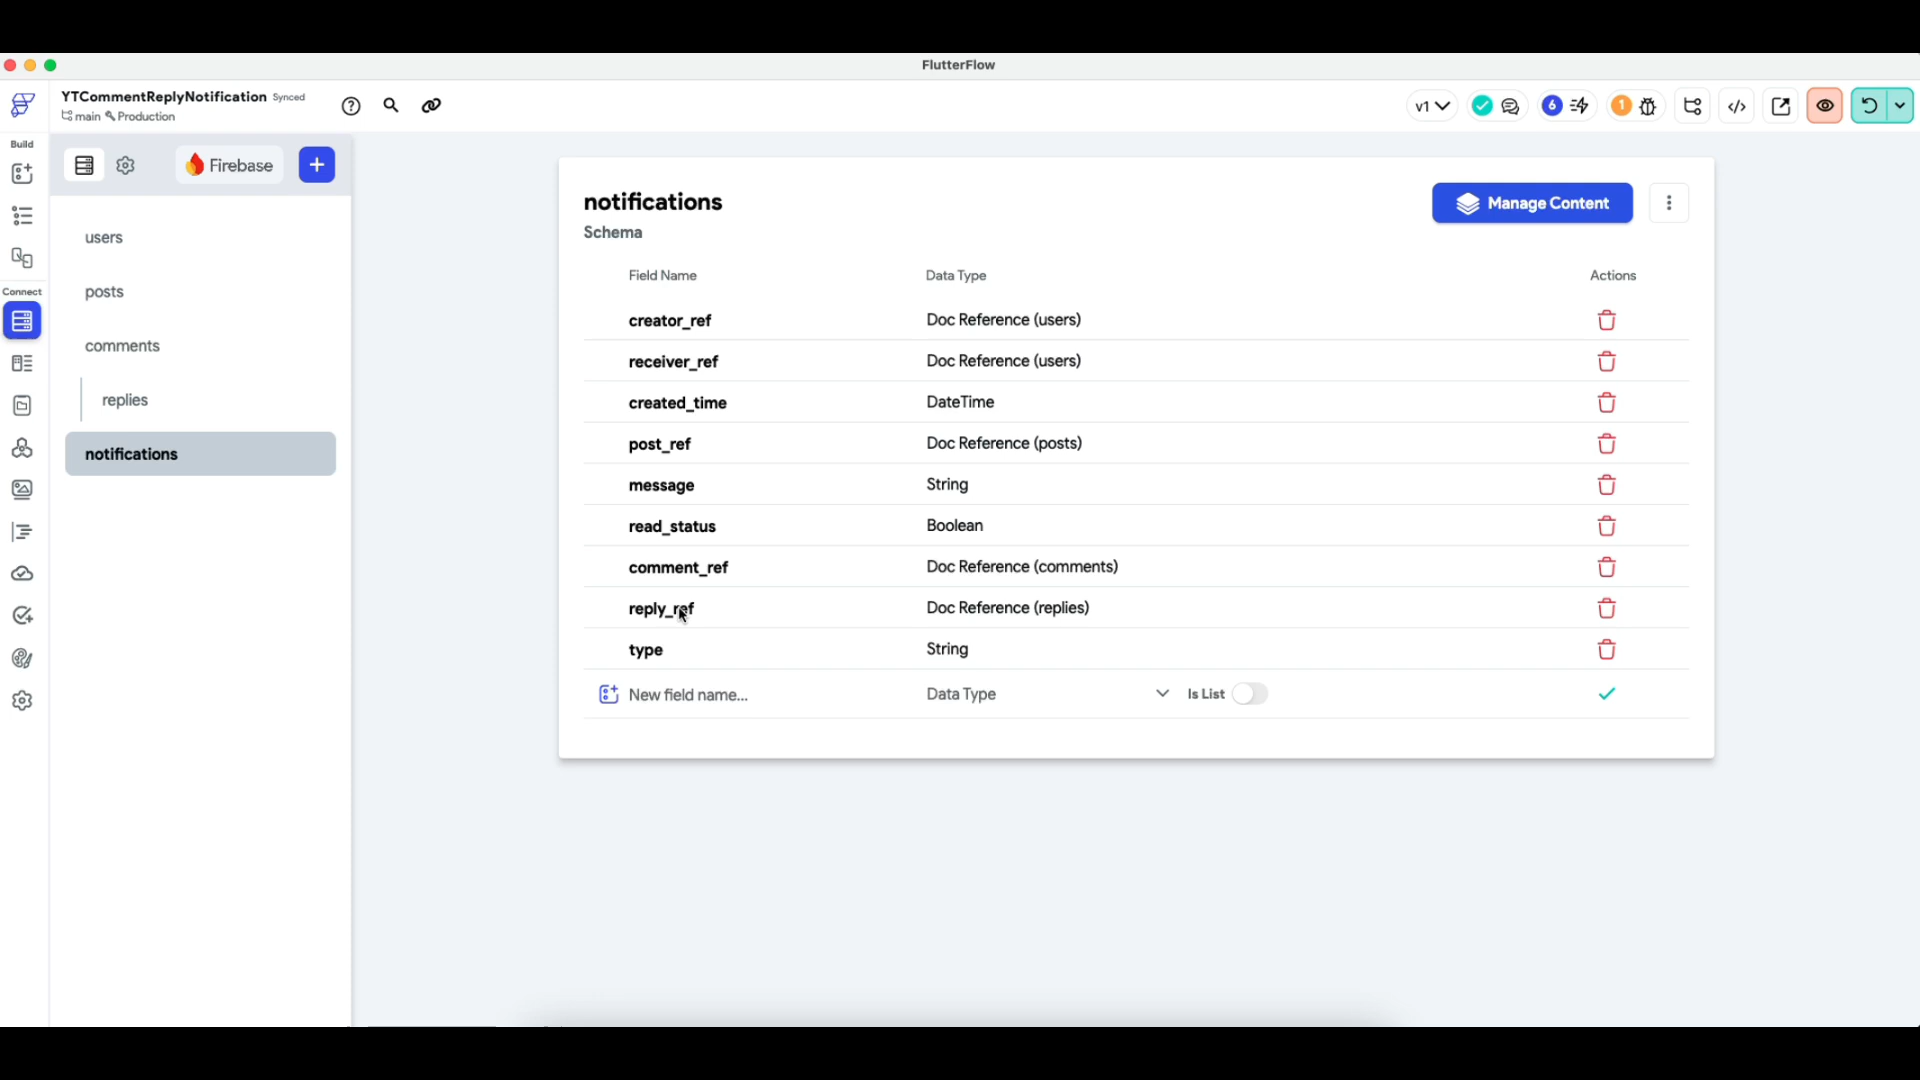 FlutterFlow
YTCommentReplyNotification Synced
main Production
v1
6
1
Build
Connect
Firebase
users
posts
comments
replies
notifications
notifications
Schema
Manage Content
Field Name Data Type Actions
creator_ref Doc Reference (users)
receiver_ref Doc Reference (users)
created_time DateTime
post_ref Doc Reference (posts)
message String
read_status Boolean
comment_ref Doc Reference (comments)
reply_ref Doc Reference (replies)
type String
New field name... Data Type Is List